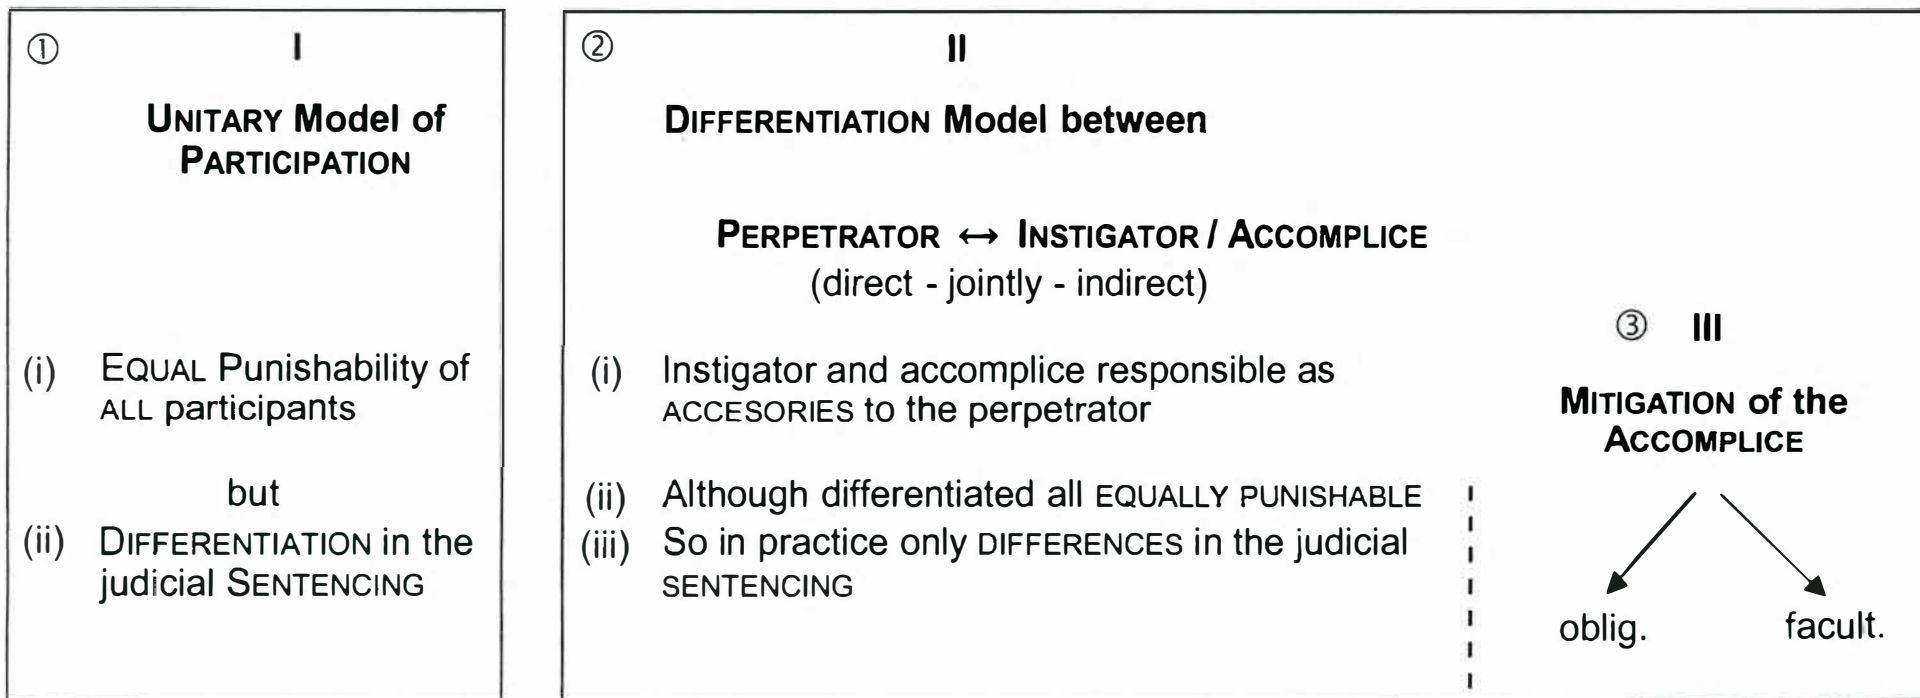 ① I
UNITARY Model of
PARTICIPATION
(i) EQUAL Punishability of
ALL participants
but
(ii) DIFFERENTIATION in the
judicial SENTENCING
② II
DIFFERENTIATION Model between
PERPETRATOR ↔ INSTIGATOR / ACCOMPLICE
(direct - jointly - indirect)
(i) Instigator and accomplice responsible as
ACCESORIES to the perpetrator
(ii) Although differentiated all EQUALLY PUNISHABLE
(iii) So in practice only DIFFERENCES in the judicial
SENTENCING
③ III
MITIGATION of the
ACCOMPLICE
oblig. facult.